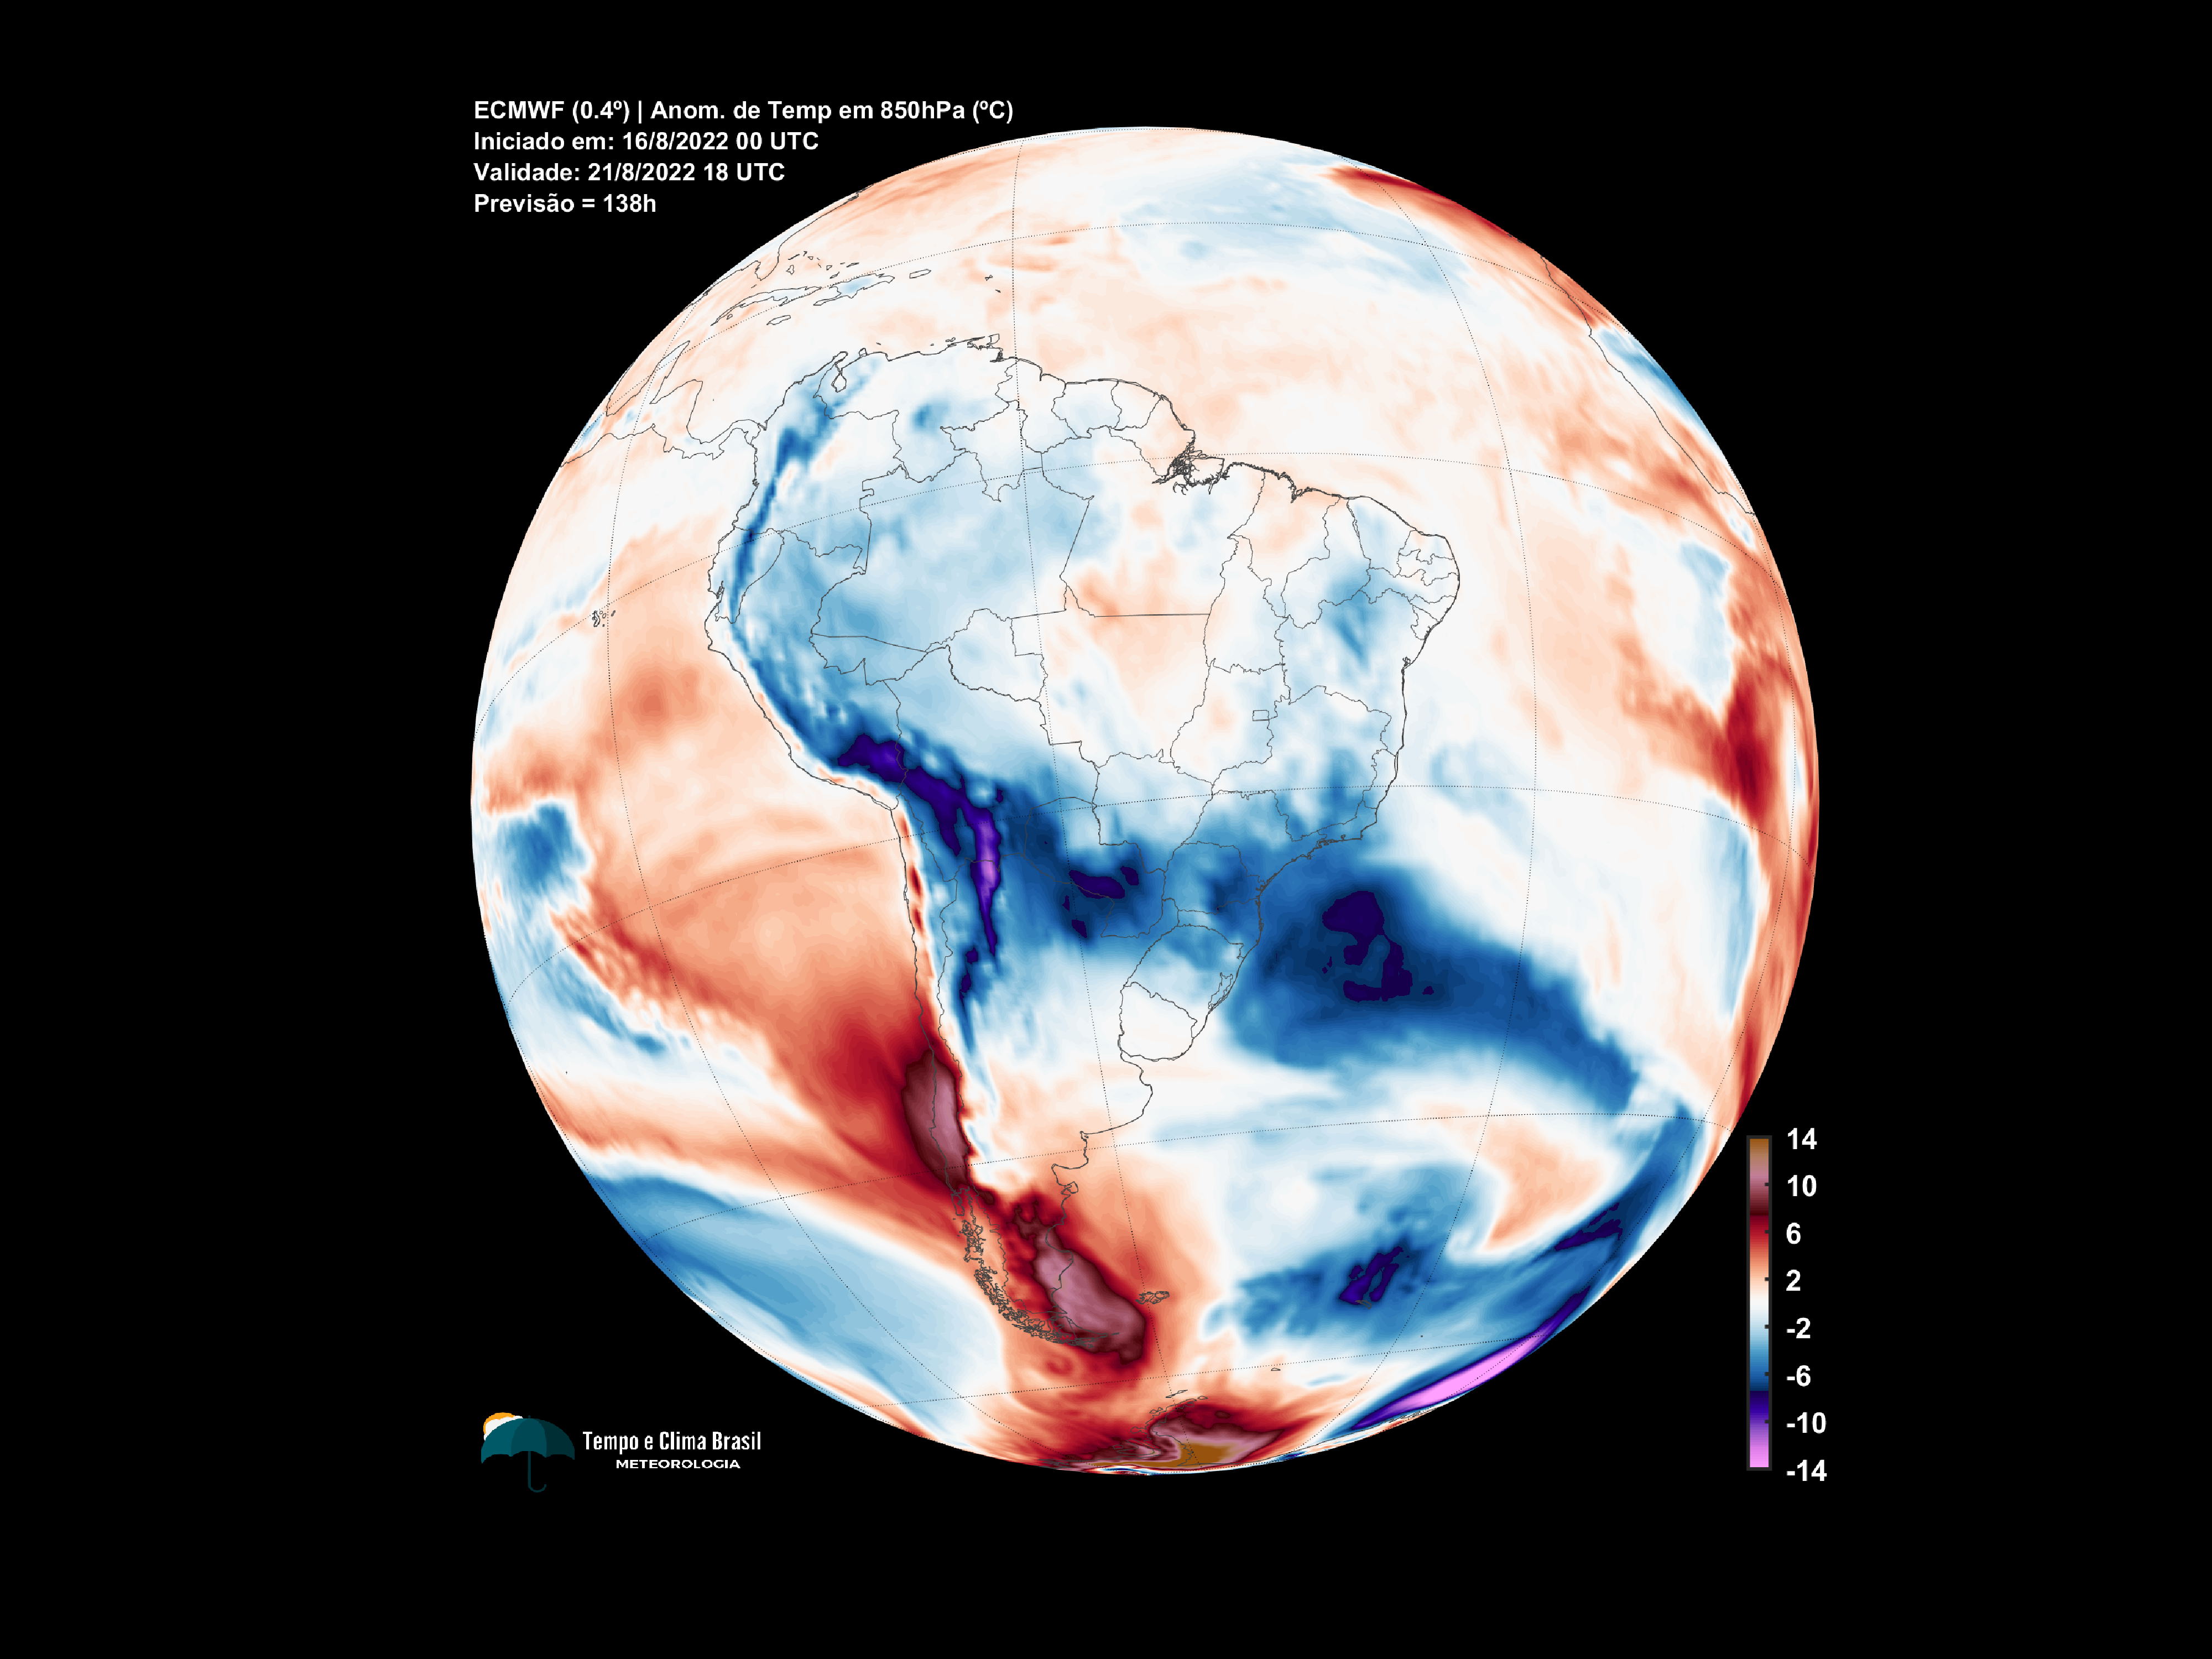 ECMWF (0.4º) | Anom. de Temp em 850hPa (ºC)
Iniciado em: 16/8/2022 00 UTC
Validade: 21/8/2022 18 UTC
Previsão = 138h
14
10
6
2
-2
-6
-10
-14
Tempo e Clima Brasil
METEOROLOGIA